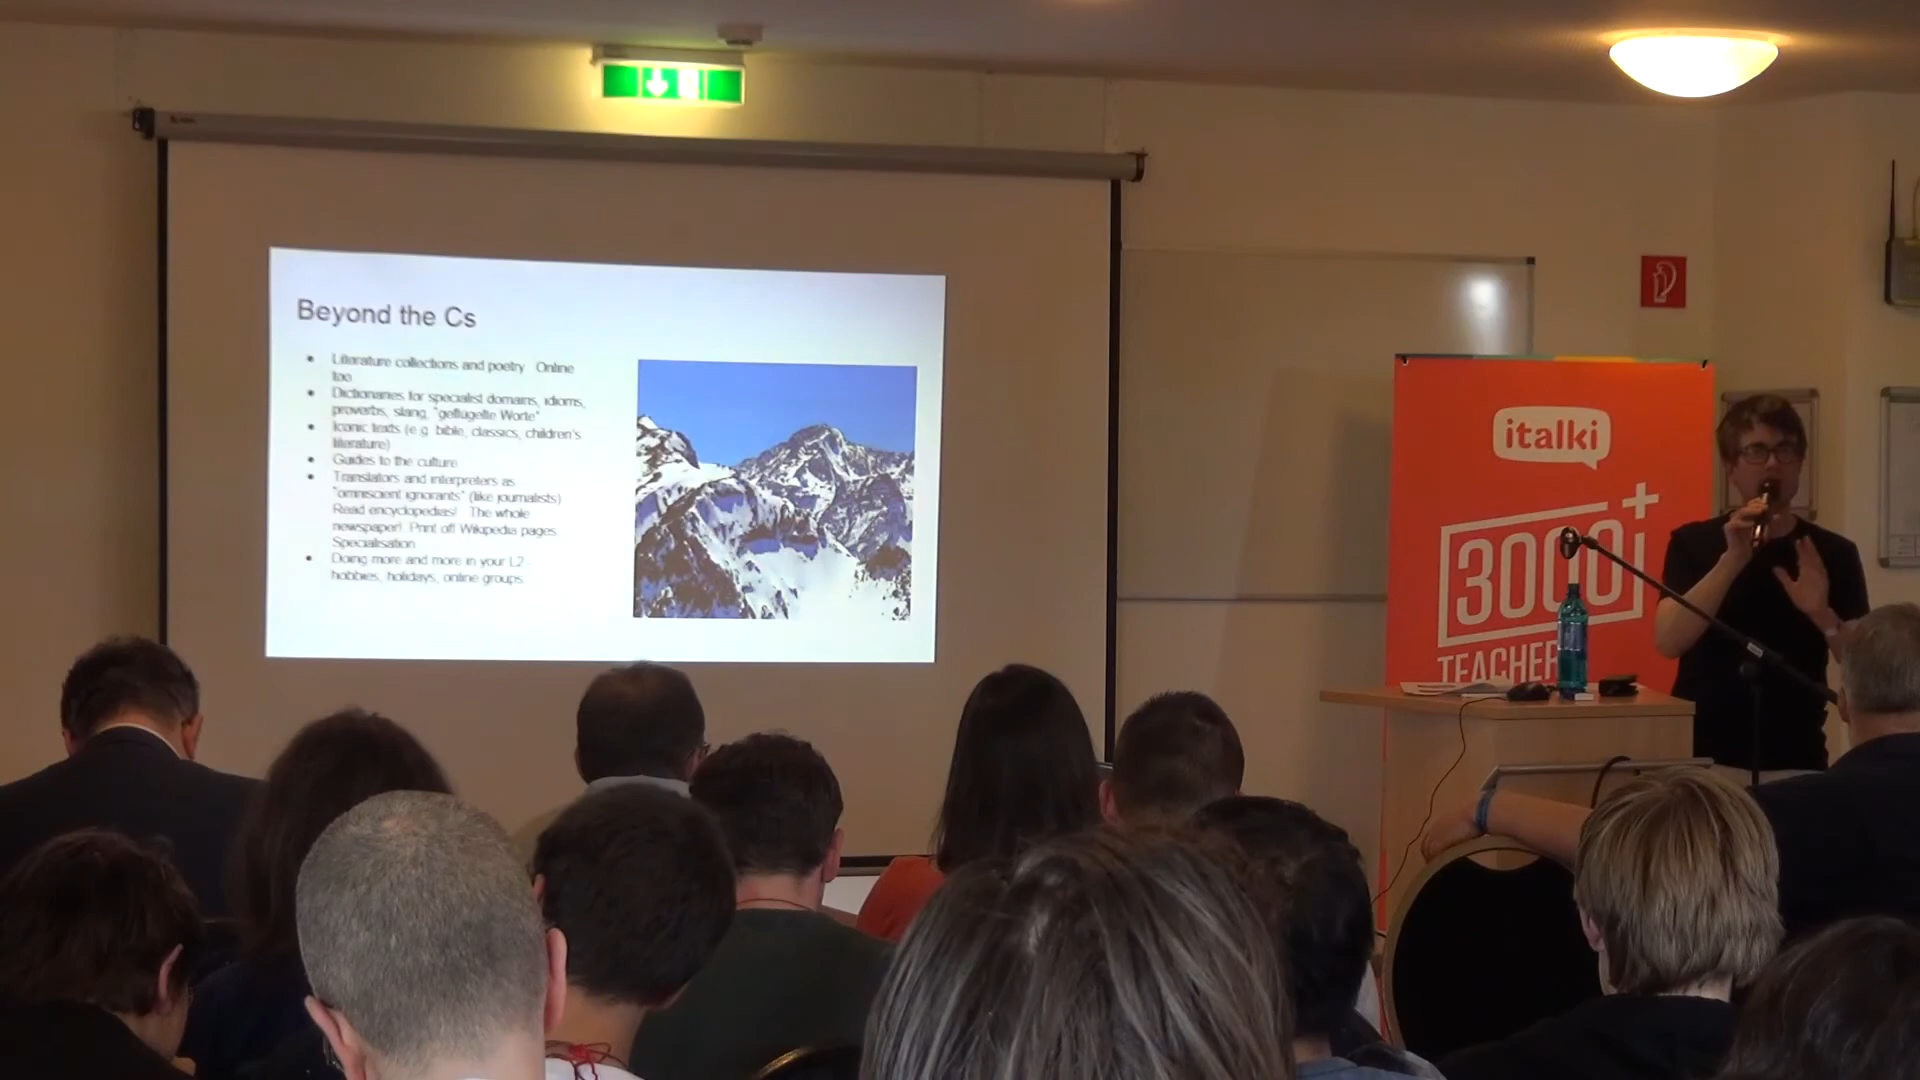 Beyond the Cs
Literature collections and poetry Online
too
Dictionaries for specialist domains, idioms,
proverbs, slang, "geflügelte Worte"
Iconic texts (e.g. bible, classics, children's
literature)
Guides to the culture
Translators and interpreters as
"omniscient ignorants" (like journalists)
Read encyclopedias! The whole
newspaper! Print off Wikipedia pages.
Specialisation
Doing more and more in your L2 -
hobbies, holidays, online groups.
italki
3000+
TEACHER